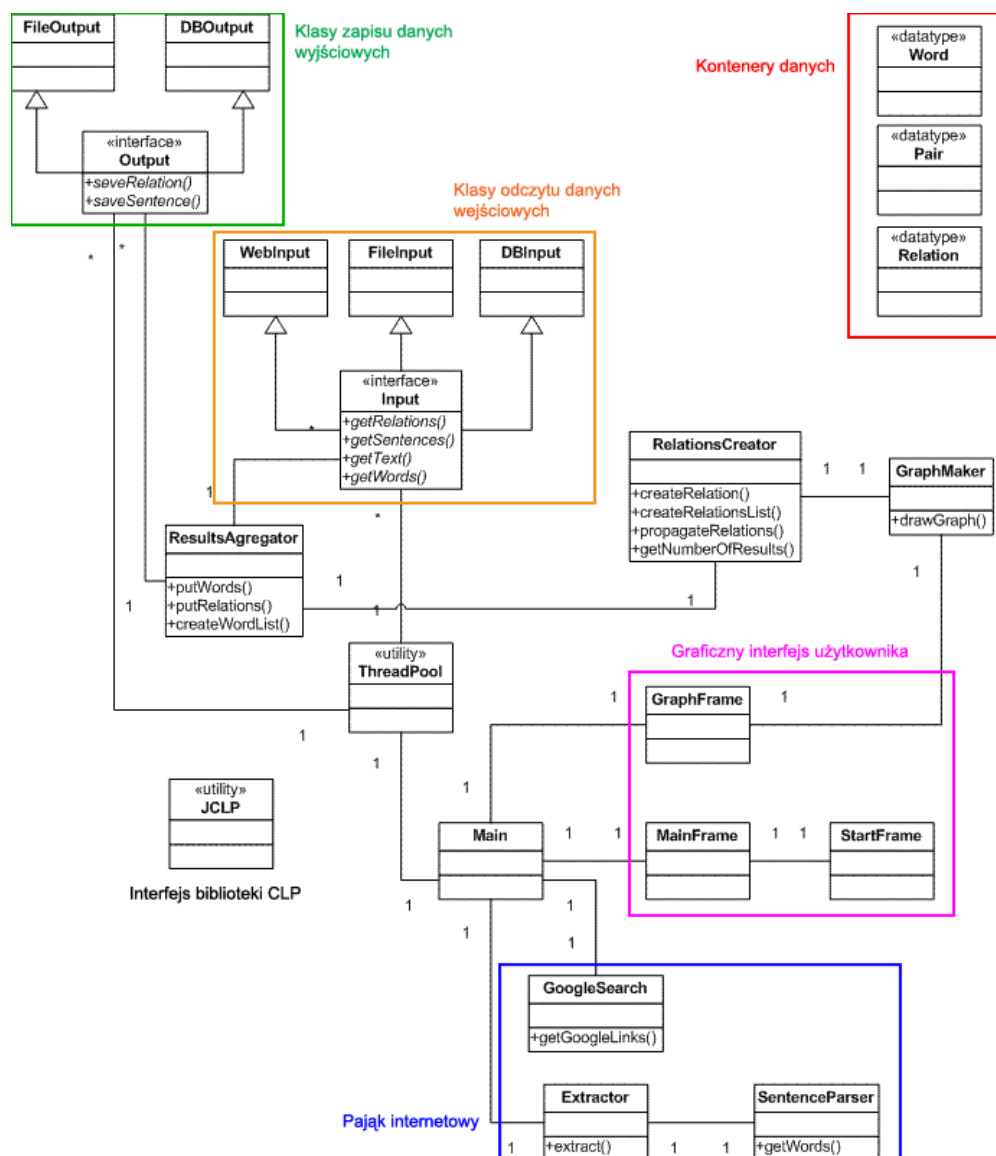 FileOutput
DBOutput
Klasy zapisu danych
wyjściowych
«interface»
Output
+seveRelation()
+saveSentence()
*
*
Kontenery danych
«datatype»
Word
«datatype»
Pair
«datatype»
Relation
Klasy odczytu danych
wejściowych
WebInput
FileInput
DBInput
«interface»
Input
+getRelations()
+getSentences()
+getText()
+getWords()
*
*
1
RelationsCreator
+createRelation()
+createRelationsList()
+propagateRelations()
+getNumberOfResults()
1
1
GraphMaker
+drawGraph()
1
ResultsAgregator
+putWords()
+putRelations()
+createWordList()
1
1
1
1
«utility»
ThreadPool
1
1
Graficzny interfejs użytkownika
GraphFrame
1
1
1
«utility»
JCLP
Interfejs biblioteki CLP
Main
1
1
MainFrame
1
1
StartFrame
1
1
1
1
GoogleSearch
+getGoogleLinks()
Pająk internetowy
Extractor
+extract()
1
1
1
SentenceParser
+getWords()